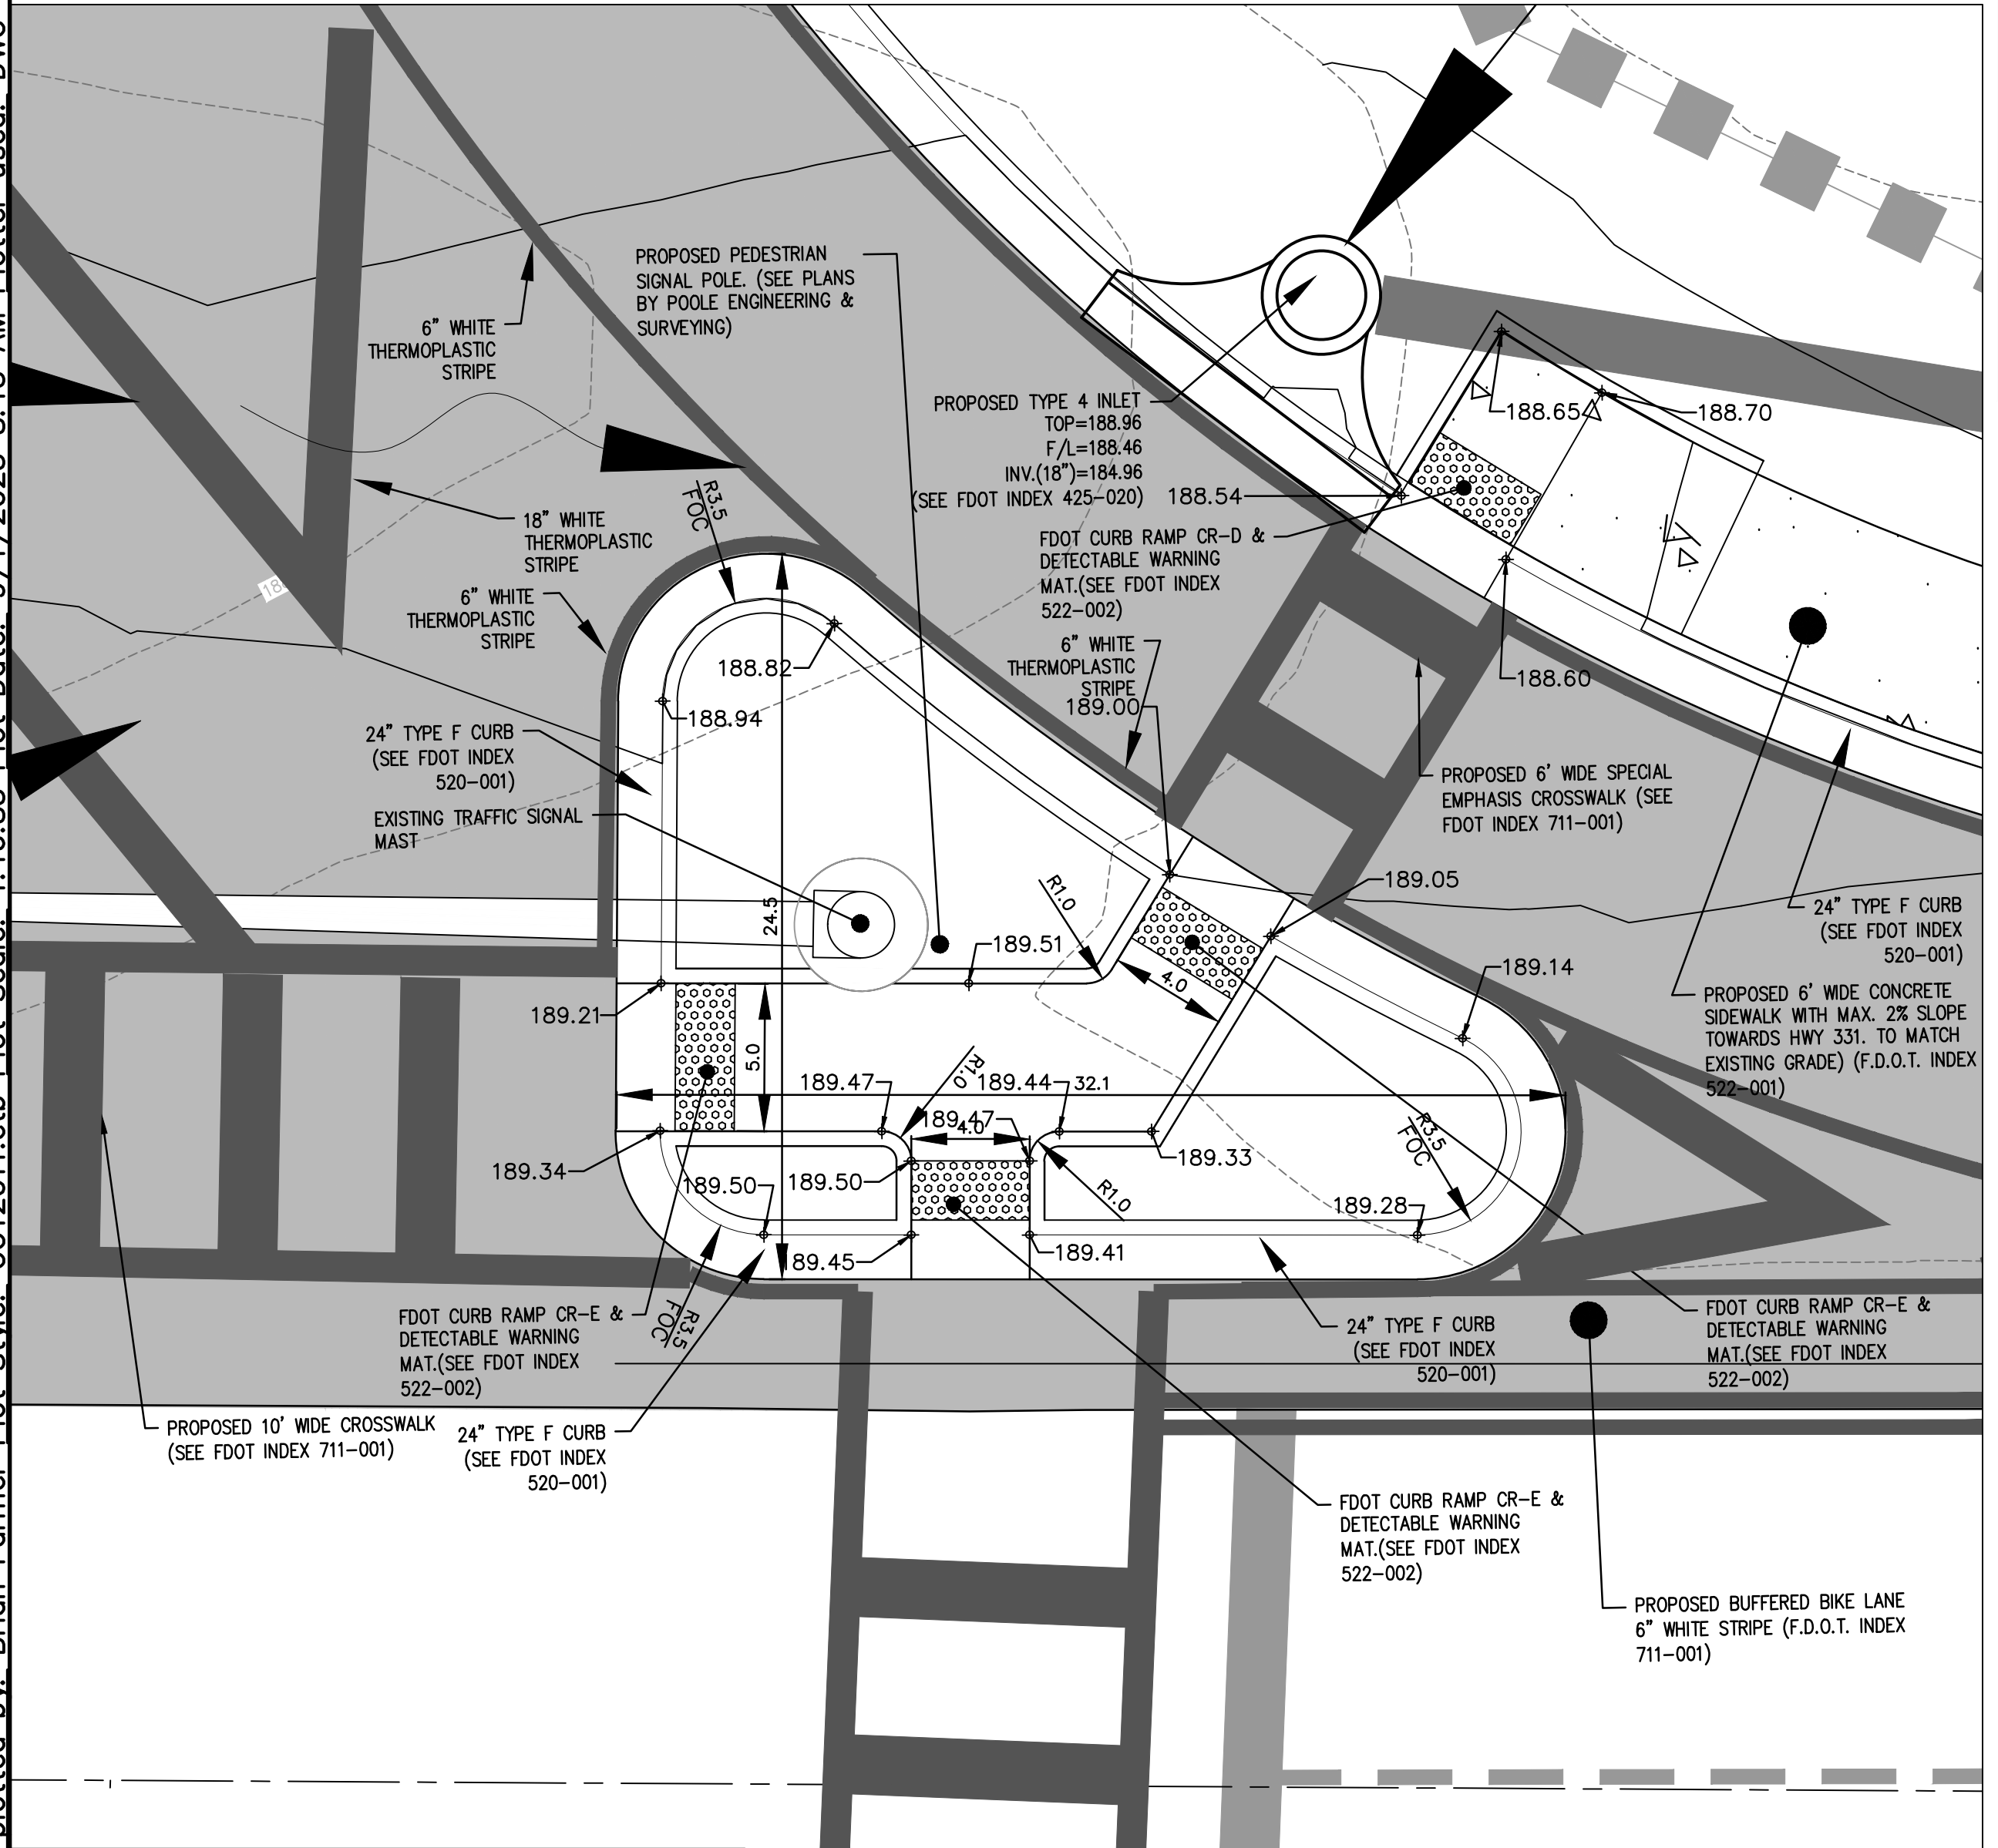 PROPOSED PEDESTRIAN
SIGNAL POLE. (SEE PLANS
BY POOLE ENGINEERING &
SURVEYING)
6" WHITE
THERMOPLASTIC
STRIPE
PROPOSED TYPE 4 INLET
TOP=188.96
F/L=188.46
INV.(18")=184.96
(SEE FDOT INDEX 425-020)
188.54
188.65
188.70
R3.5
FOC
18" WHITE
THERMOPLASTIC
STRIPE
FDOT CURB RAMP CR-D &
DETECTABLE WARNING
MAT.(SEE FDOT INDEX
522-002)
6" WHITE
THERMOPLASTIC
STRIPE
6" WHITE
THERMOPLASTIC
STRIPE
189.00
188.82
188.94
188.60
24" TYPE F CURB
(SEE FDOT INDEX
520-001)
EXISTING TRAFFIC SIGNAL
MAST
PROPOSED 6' WIDE SPECIAL
EMPHASIS CROSSWALK (SEE
FDOT INDEX 711-001)
24.5
R1.0
189.05
24" TYPE F CURB
(SEE FDOT INDEX
520-001)
189.51
4.0
189.14
PROPOSED 6' WIDE CONCRETE
SIDEWALK WITH MAX. 2% SLOPE
TOWARDS HWY 331. TO MATCH
EXISTING GRADE) (F.D.O.T. INDEX
522-001)
189.21
5.0
189.47
R1.0
189.44
32.1
189.47
4.0
R3.5
FOC
189.34
189.33
189.50
189.50
R1.0
189.28
189.45
189.41
R3.5
FOC
FDOT CURB RAMP CR-E &
DETECTABLE WARNING
MAT.(SEE FDOT INDEX
522-002)
24" TYPE F CURB
(SEE FDOT INDEX
520-001)
FDOT CURB RAMP CR-E &
DETECTABLE WARNING
MAT.(SEE FDOT INDEX
522-002)
PROPOSED 10' WIDE CROSSWALK
(SEE FDOT INDEX 711-001)
24" TYPE F CURB
(SEE FDOT INDEX
520-001)
FDOT CURB RAMP CR-E &
DETECTABLE WARNING
MAT.(SEE FDOT INDEX
522-002)
PROPOSED BUFFERED BIKE LANE
6" WHITE STRIPE (F.D.O.T. INDEX
711-001)